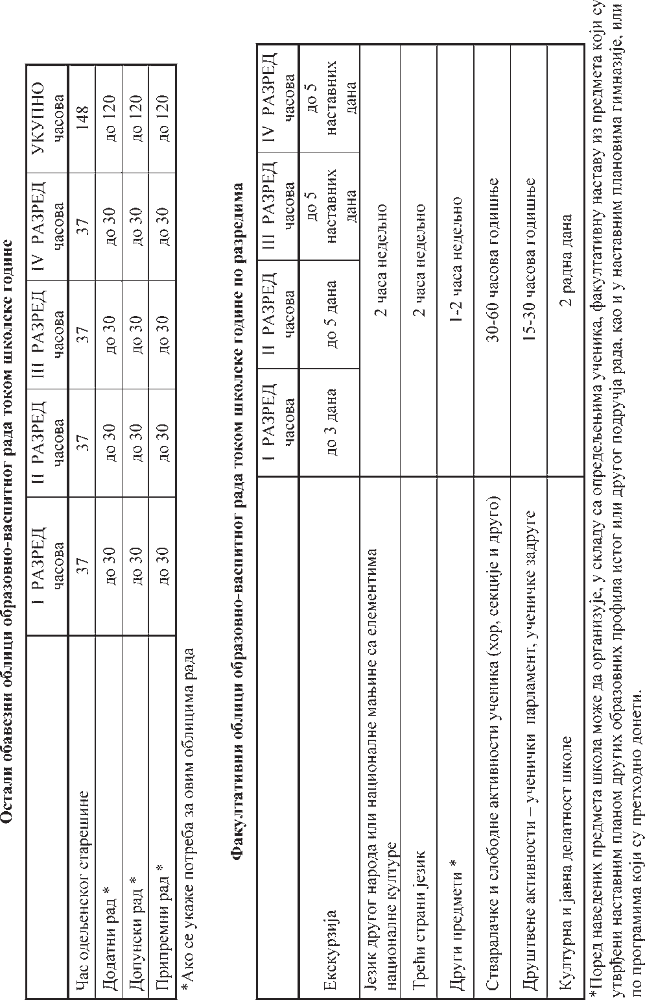 Остали обавезни облици образовно-васпитног рада током школске године
I РАЗРЕД часова II РАЗРЕД часова III РАЗРЕД часова IV РАЗРЕД часова УКУПНО часова
Час одељенског старешине 37 37 37 37 148
Додатни рад * до 30 до 30 до 30 до 30 до 120
Допунски рад * до 30 до 30 до 30 до 30 до 120
Припремни рад * до 30 до 30 до 30 до 30 до 120
*Ако се укаже потреба за овим облицима рада
Факултативни облици образовно-васпитног рада током школске године по разредима
I РАЗРЕД часова II РАЗРЕД часова III РАЗРЕД часова IV РАЗРЕД часова
Екскурзија до 3 дана до 5 дана до 5 наставних дана до 5 наставних дана
Језик другог народа или националне мањине са елементима
националне културе 2 часа недељно
Трећи страни језик 2 часа недељно
Други предмети * 1-2 часа недељно
Стваралачке и слободне активности ученика (хор, секције и друго) 30-60 часова годишње
Друштвене активности – ученички парламент, ученичке задруге 15-30 часова годишње
Културна и јавна делатност школе 2 радна дана
*Поред наведених предмета школа може да организује, у складу са опредељењима ученика, факултативну наставу из предмета који су
утврђени наставним планом других образовних профила истог или другог подручја рада, као и у наставним плановима гимназије, или
по програмима који су претходно донети.